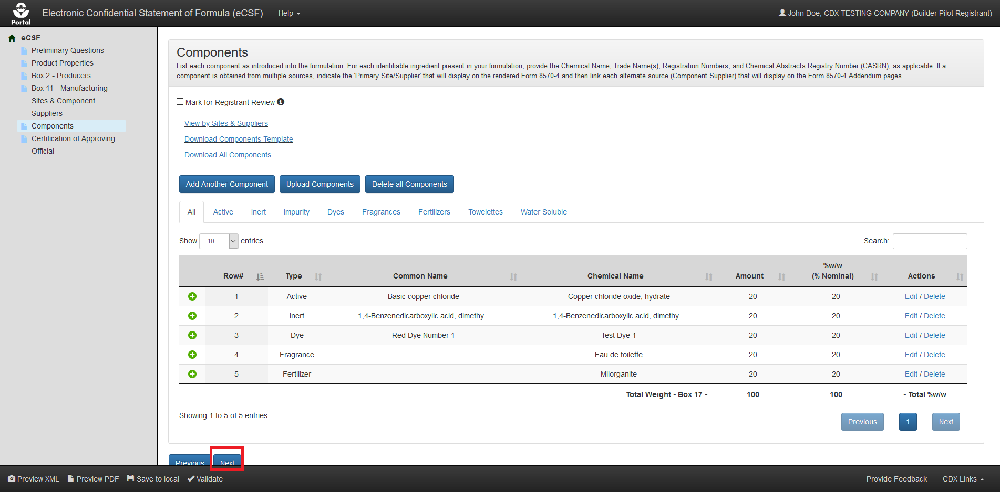 Portal
Electronic Confidential Statement of Formula (eCSF)
Help
John Doe, CDX TESTING COMPANY (Builder Pilot Registrant)
eCSF
Preliminary Questions
Product Properties
Box 2 - Producers
Box 11 - Manufacturing
Sites & Component
Suppliers
Components
Certification of Approving
Official
Components
List each component as introduced into the formulation. For each identifiable ingredient present in your formulation, provide the Chemical Name, Trade Name(s), Registration Numbers, and Chemical Abstracts Registry Number (CASRN), as applicable. If a
component is obtained from multiple sources, indicate the 'Primary Site/Supplier' that will display on the rendered Form 8570-4 and then link each alternate source (Component Supplier) that will display on the Form 8570-4 Addendum pages.
Mark for Registrant Review
View by Sites & Suppliers
Download Components Template
Download All Components
Add Another Component Upload Components Delete all Components
All Active Inert Impurity Dyes Fragrances Fertilizers Towelettes Water Soluble
Show 10 entries Search:
%w/w
Row# Type Common Name Chemical Name Amount (% Nominal) Actions
1 Active Basic copper chloride Copper chloride oxide, hydrate 20 20 Edit / Delete
2 Inert 1,4-Benzenedicarboxylic acid, dimethy... 1,4-Benzenedicarboxylic acid, dimethy... 20 20 Edit / Delete
3 Dye Red Dye Number 1 Test Dye 1 20 20 Edit / Delete
4 Fragrance Eau de toilette 20 20 Edit / Delete
5 Fertilizer Milorganite 20 20 Edit / Delete
Total Weight - Box 17 - 100 100 - Total %w/w
Showing 1 to 5 of 5 entries
Previous 1 Next
Previous Next
Preview XML Preview PDF Save to local Validate Provide Feedback CDX Links